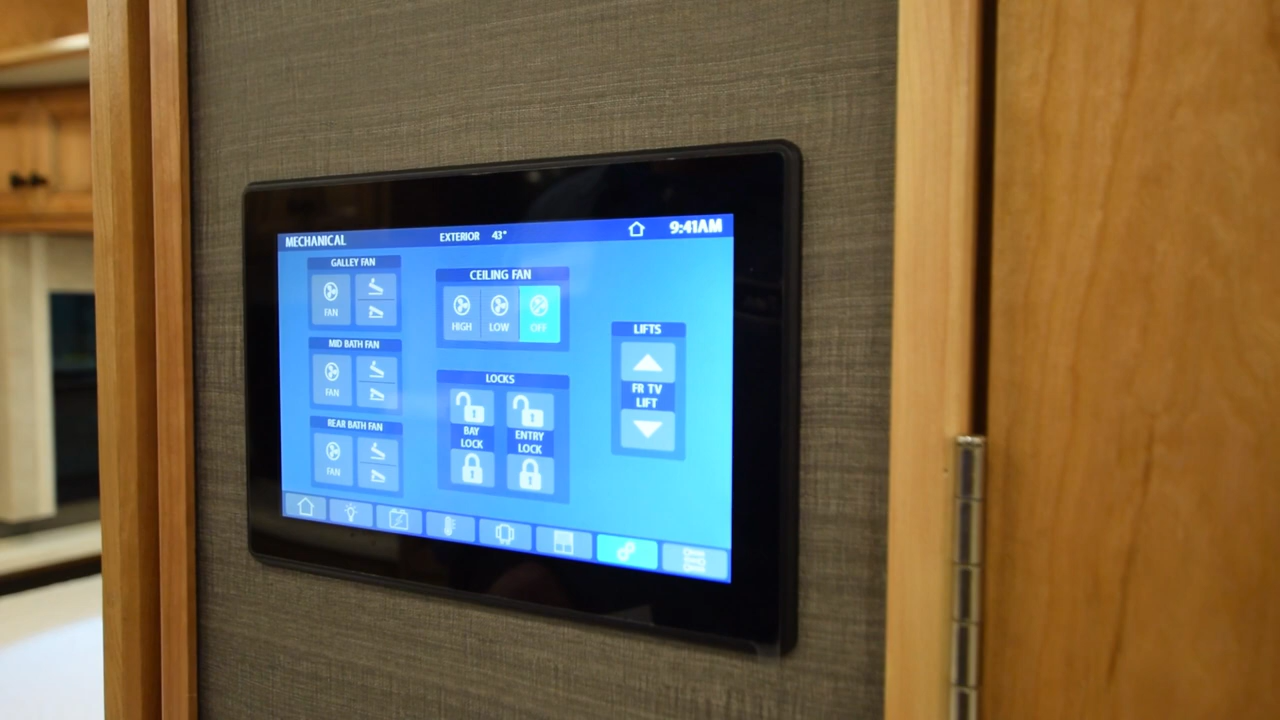 MECHANICAL EXTERIOR 43° 9:41AM
GALLEY FAN
FAN
MID BATH FAN
FAN
REAR BATH FAN
FAN
CEILING FAN
HIGH LOW OFF
LOCKS
BAY
LOCK
ENTRY
LOCK
LIFTS
FR TV
LIFT